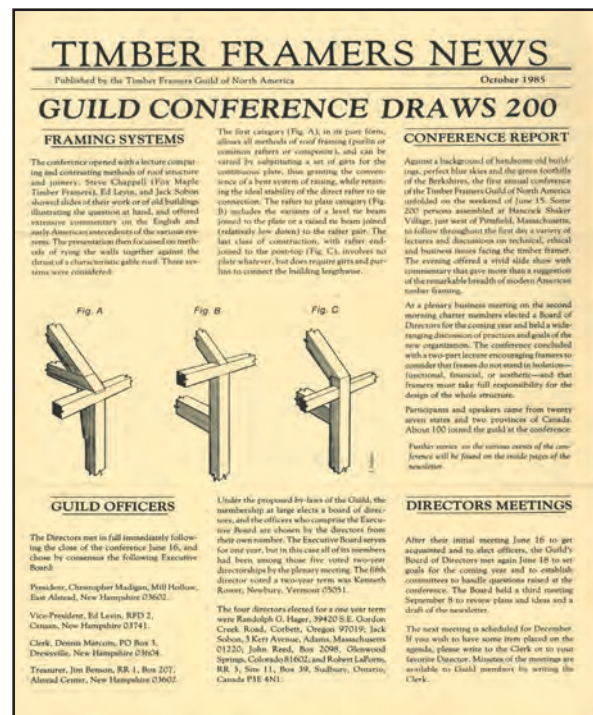 TIMBER FRAMERS NEWS
Published by the Timber Framers Guild of North America
October 1985
GUILD CONFERENCE DRAWS 200
FRAMING SYSTEMS
The conference opened with a lecture compar-
ing and contrasting methods of roof structure
and joinery. Steve Chappell (Fox Maple
Timber Framers), Ed Levin, and Jack Sobon
showed slides of their work or of old buildings
illustrating the question at hand, and offered
extensive commentary on the English and
early American antecedents of the various sys-
tems. The presentation then focussed on meth-
ods of tying the walls together against the
thrust of a characteristic gable roof. Three sys-
tems were considered.
The first category (Fig. A), in its pure form,
allows all methods of roof framing (purlin or
common rafters or composite), and can be
varied by substituting a set of girts for the
continuous plate, thus granting the conven-
ience of a bent system of raising, while retain-
ing the ideal stability of the direct rafter to tie
connection. The rafter to plate category (Fig.
B) includes the variants of a level tie beam
joined to the plate or a raised tie beam joined
(relatively low down) to the rafter pair. The
last class of construction, with rafter end-
joined to the post-top (Fig. C), involves no
plate whatever, but does require girts and pur-
lins to connect the building lengthwise.
CONFERENCE REPORT
Against a background of handsome old build-
ings, perfect blue skies and the green foothills
of the Berkshires, the first annual conference
of the Timber Framers Guild of North America
unfolded on the weekend of June 15. Some
200 persons assembled at Hancock Shaker
Village, just west of Pittsfield, Massachusetts,
to follow throughout the first day a variety of
lectures and discussions on technical, ethical
and business issues facing the timber framer.
The evening offered a vivid slide show with
commentary that gave more than a suggestion
of the remarkable breadth of modern American
timber framing.
At a plenary business meeting on the second
morning charter members elected a Board of
Directors for the coming year and held a wide-
ranging discussion of practices and goals of the
new organization. The conference concluded
with a two-part lecture encouraging framers to
consider that frames do not stand in isolation—
functional, financial, or aesthetic—and that
framers must take full responsibility for the
design of the whole structure.
Participants and speakers came from twenty
seven states and two provinces of Canada.
About 100 joined the guild at the conference.
Further stories on the various events of the con-
ference will be found on the inside pages of the
newsletter.
Fig. A
Fig. B
Fig. C
GUILD OFFICERS
The Directors met in full immediately follow-
ing the close of the conference June 16, and
chose by consensus the following Executive
Board:
President, Christopher Madigan, Mill Hollow,
East Alstead, New Hampshire 03602.
Vice-President, Ed Levin, RFD 2,
Canaan, New Hampshire 03741.
Clerk, Dennis Marcom, PO Box 3,
Drewsville, New Hampshire 03604.
Treasurer, Jim Benson, RR 1, Box 207,
Alstead Center, New Hampshire 03602.
Under the proposed by-laws of the Guild, the
membership at large elects a board of direc-
tors, and the officers who comprise the Execu-
tive Board are chosen by the directors from
their own number. The Executive Board serves
for one year, but in this case all of its members
had been among those five voted two-year
directorships by the plenary meeting. The fifth
director voted a two-year term was Kenneth
Rower, Newbury, Vermont 05051.
The four directors elected for a one year term
were Randolph G. Hager, 39420 S.E. Gordon
Creek Road, Corbett, Oregon 97019; Jack
Sobon, 5 Kerr Avenue, Adams, Massachusetts
01220; John Reed, Box 2098, Glenwood
Springs, Colorado 81602; and Robert LaPorte,
RR 3, Site 11, Box 39, Sudbury, Ontario,
Canada P3E 4N1.
DIRECTORS MEETINGS
After their initial meeting June 16 to get
acquainted and to elect officers, the Guild's
Board of Directors met again June 18 to set
goals for the coming year and to establish
committees to handle questions raised at the
conference. The Board held a third meeting
September 8 to review plans and ideas and a
draft of the newsletter.
The next meeting is scheduled for December.
If you wish to have some item placed on the
agenda, please write to the Clerk or to your
favorite Director. Minutes of the meetings are
available to Guild members by writing the
Clerk.